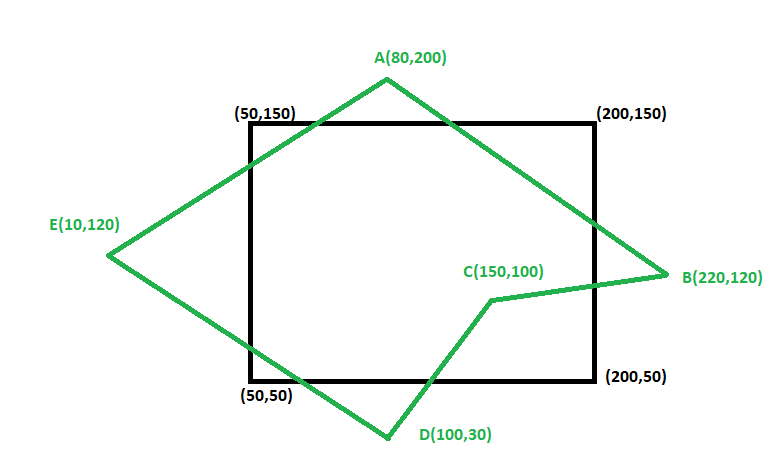 A(80,200)
(50,150)
(200,150)
E(10,120)
C(150,100)
B(220,120)
(200,50)
(50,50)
D(100,30)